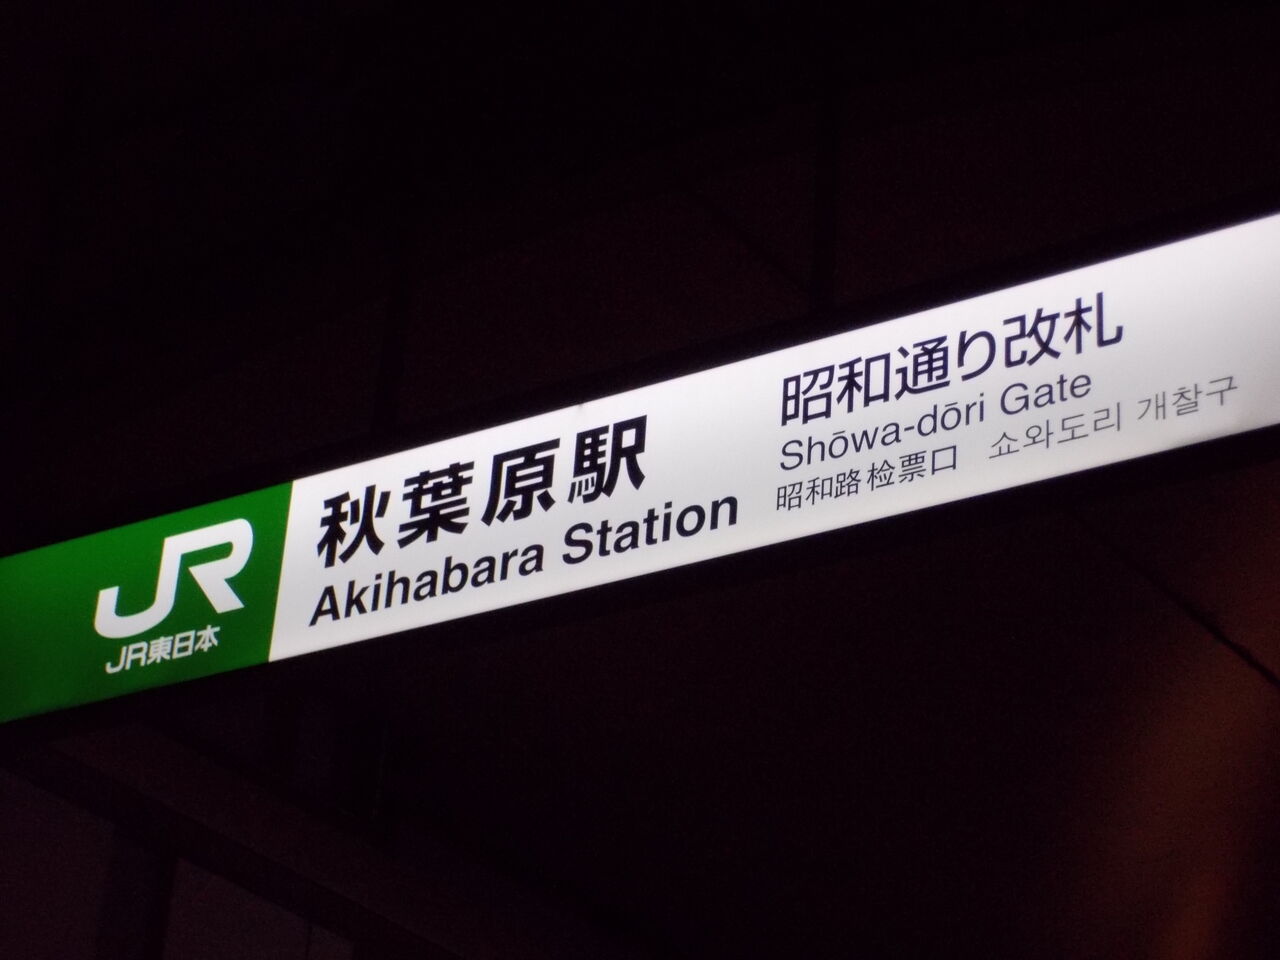 JR
JR東日本
秋葉原駅
Akihabara Station
昭和通り改札
Shōwa-dōri Gate
昭和路检票口 쇼와도리 개찰구